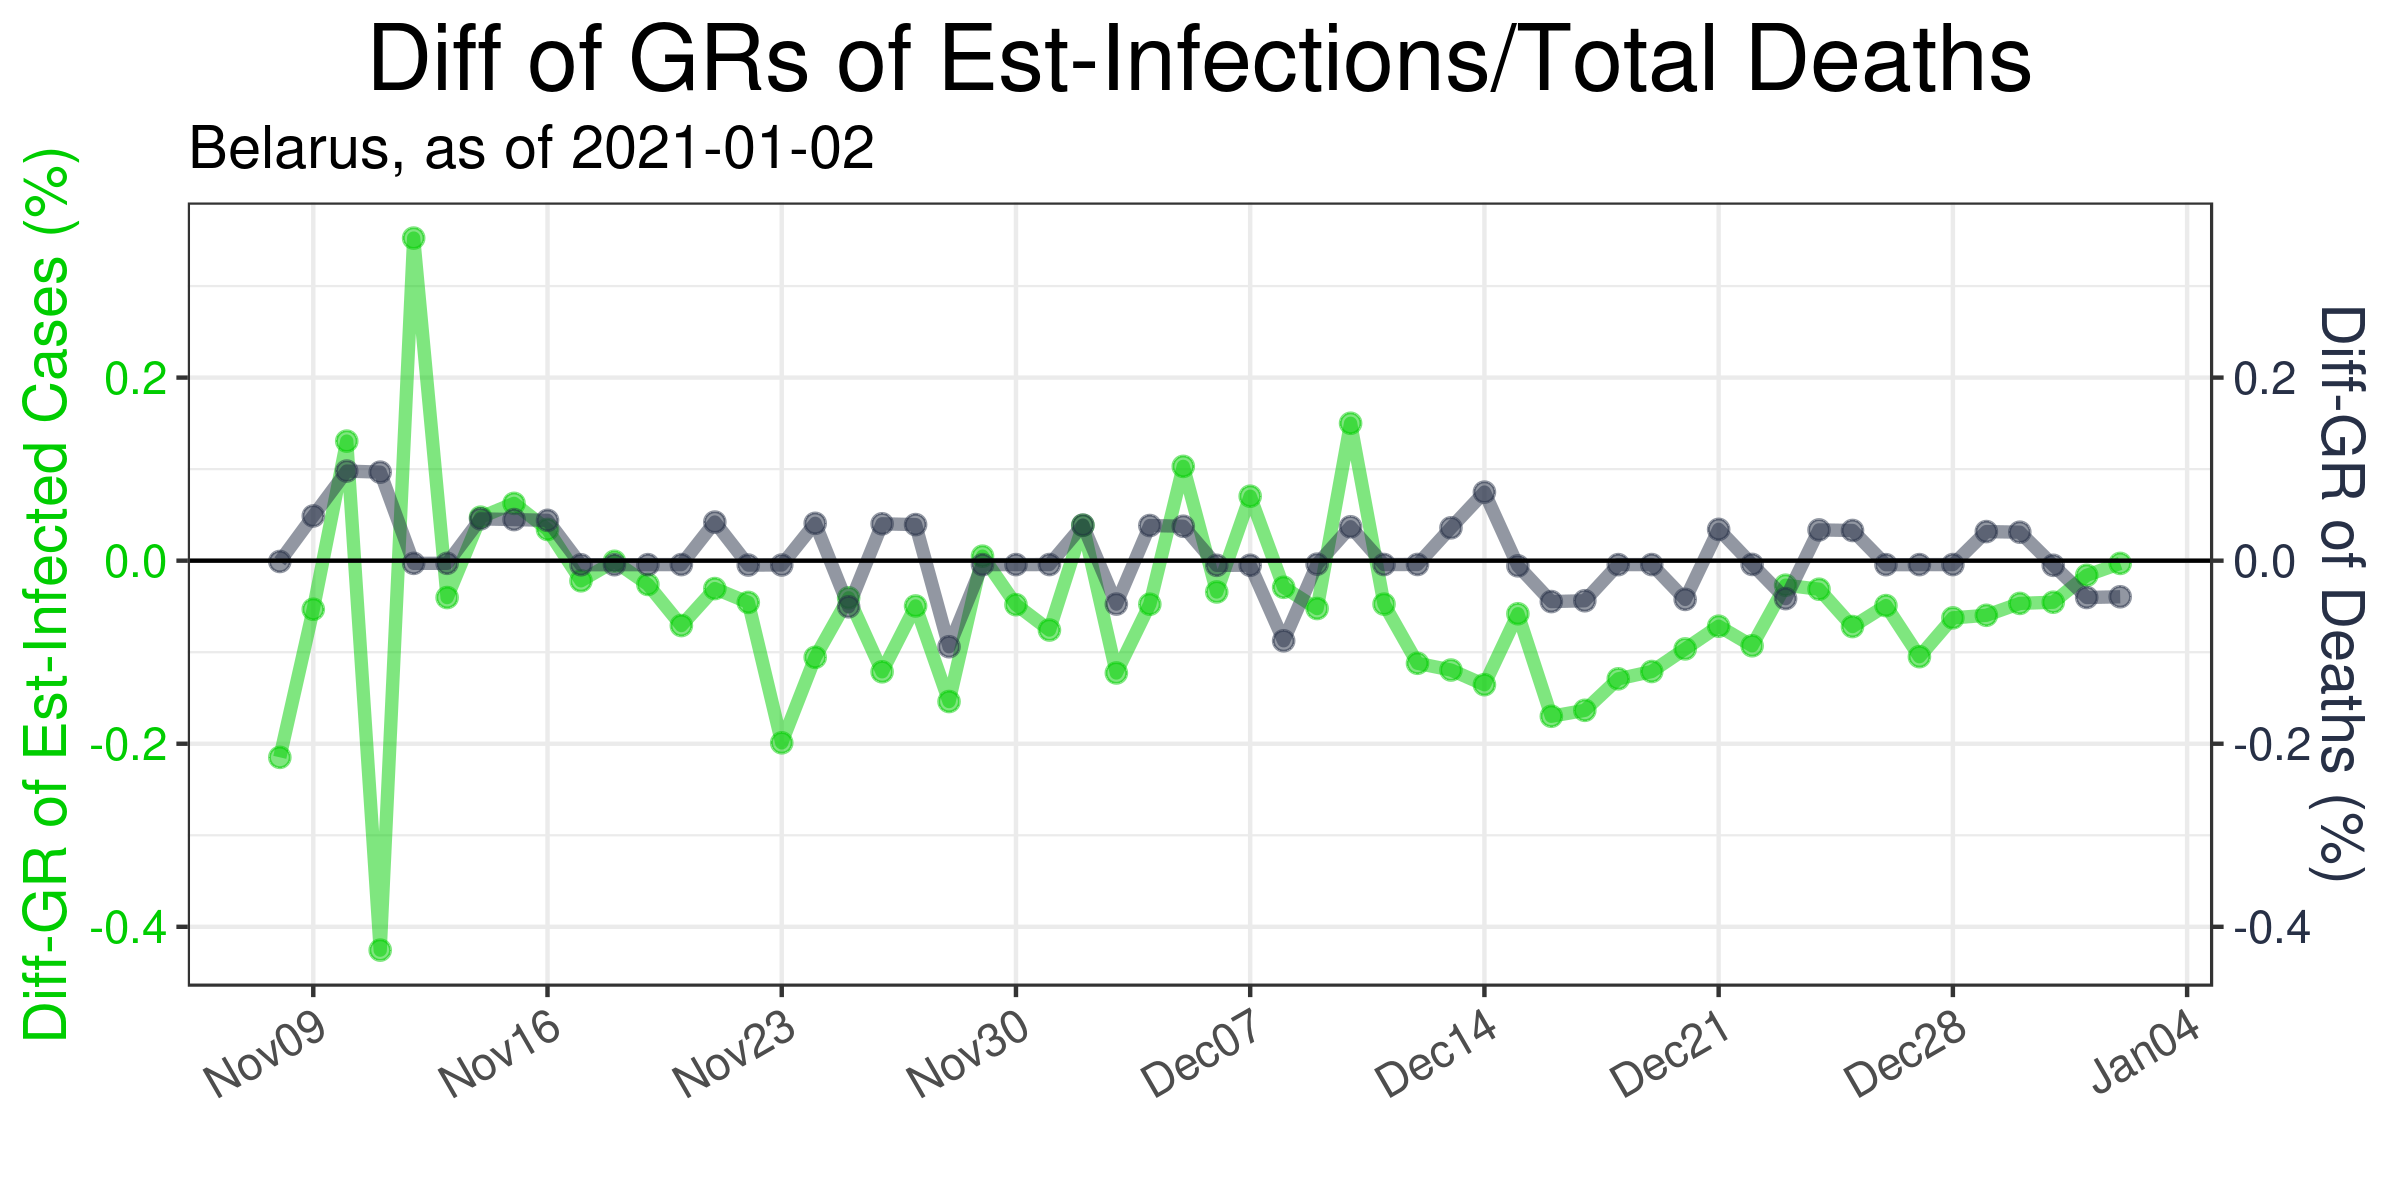 Diff of GRs of Est-Infections/Total Deaths
Belarus, as of 2021-01-02
Diff-GR of Est-Infected Cases (%)
0.2
0.0
-0.2
-0.4
0.2
0.0
-0.2
-0.4
Diff-GR of Deaths (%)
Nov09
Nov16
Nov23
Nov30
Dec07
Dec14
Dec21
Dec28
Jan04